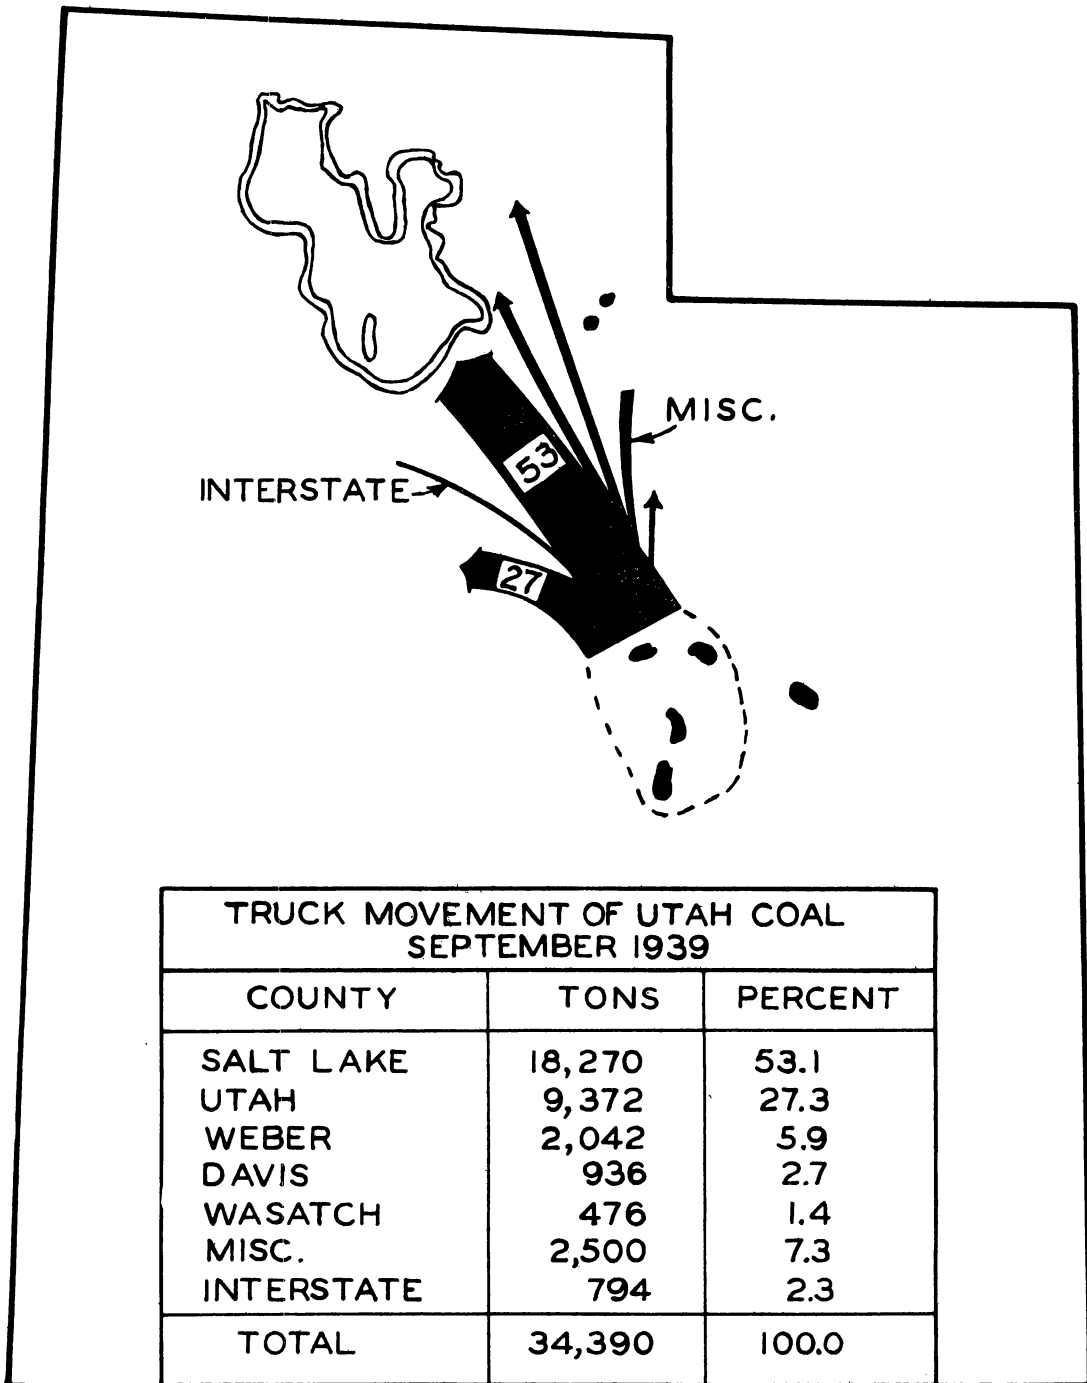 MISC.
53
INTERSTATE
27
TRUCK MOVEMENT OF UTAH COAL
SEPTEMBER 1939
COUNTY TONS PERCENT
SALT LAKE 18,270 53.1
UTAH 9,372 27.3
WEBER 2,042 5.9
DAVIS 936 2.7
WASATCH 476 1.4
MISC. 2,500 7.3
INTERSTATE 794 2.3
TOTAL 34,390 100.0